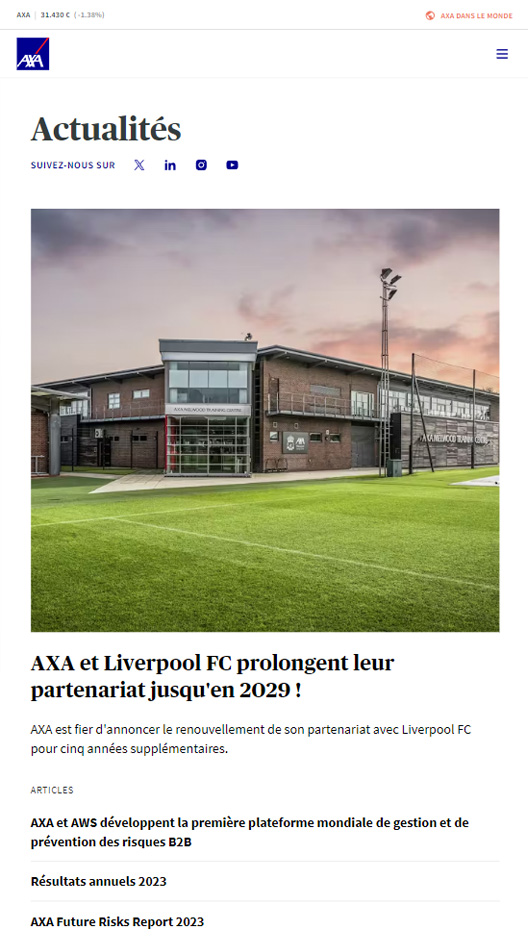 AXA | 31.430 € (-1.38%)
AXA DANS LE MONDE
AXA
Actualités
SUIVEZ-NOUS SUR
AXA MELWOOD TRAINING CENTRE
AXA MELWOOD TRAINING CENTRE
AXA et Liverpool FC prolongent leur
partenariat jusqu'en 2029 !
AXA est fier d'annoncer le renouvellement de son partenariat avec Liverpool FC
pour cinq années supplémentaires.
ARTICLES
AXA et AWS développent la première plateforme mondiale de gestion et de
prévention des risques B2B
Résultats annuels 2023
AXA Future Risks Report 2023